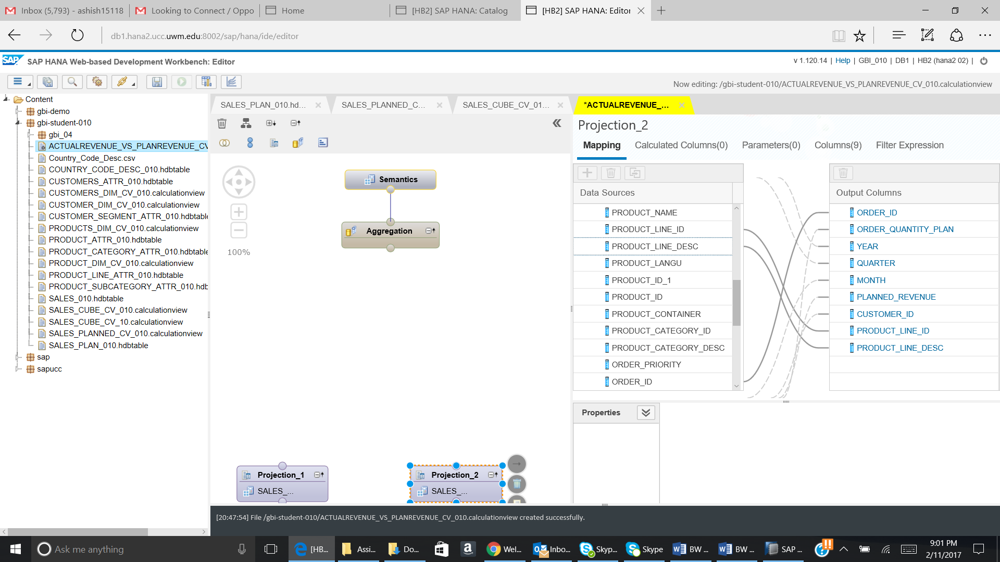 Inbox (5,793) - ashish15118
Looking to Connect / Oppo
Home
[HB2] SAP HANA: Catalog
[HB2] SAP HANA: Editor
db1.hana2.ucc.uwm.edu:8002/sap/hana/ide/editor
SAP
SAP HANA Web-based Development Workbench: Editor
v 1.120.14 | Help | GBI_010 | DB1 | HB2 (hana2 02) |
Now editing: /gbi-student-010/ACTUALREVENUE_VS_PLANREVENUE_CV_010.calculationview
Content
gbi-demo
gbi-student-010
gbi_04
ACTUALREVENUE_VS_PLANREVENUE_CV
Country_Code_Desc.csv
COUNTRY_CODE_DESC_010.hdbtable
CUSTOMERS_ATTR_010.hdbtable
CUSTOMERS_DIM_CV_010.calculationview
CUSTOMER_DIM_CV_010.calculationview
CUSTOMER_SEGMENT_ATTR_010.hdbtable
PRODUCTS_DIM_CV_010.calculationview
PRODUCT_ATTR_010.hdbtable
PRODUCT_CATEGORY_ATTR_010.hdbtable
PRODUCT_DIM_CV_010.calculationview
PRODUCT_LINE_ATTR_010.hdbtable
PRODUCT_SUBCATEGORY_ATTR_010.hdb
SALES_010.hdbtable
SALES_CUBE_CV_010.calculationview
SALES_CUBE_CV_10.calculationview
SALES_PLANNED_CV_010.calculationview
SALES_PLAN_010.hdbtable
sap
sapucc
SALES_PLAN_010.hd...
SALES_PLANNED_C...
SALES_CUBE_CV_01...
*ACTUALREVENUE_...
100%
Semantics
Aggregation
Projection_1
SALES_...
Projection_2
SALES_...
Projection_2
Mapping
Calculated Columns(0)
Parameters(0)
Columns(9)
Filter Expression
Data Sources
PRODUCT_NAME
PRODUCT_LINE_ID
PRODUCT_LINE_DESC
PRODUCT_LANGU
PRODUCT_ID_1
PRODUCT_ID
PRODUCT_CONTAINER
PRODUCT_CATEGORY_ID
PRODUCT_CATEGORY_DESC
ORDER_PRIORITY
ORDER_ID
Output Columns
ORDER_ID
ORDER_QUANTITY_PLAN
YEAR
QUARTER
MONTH
PLANNED_REVENUE
CUSTOMER_ID
PRODUCT_LINE_ID
PRODUCT_LINE_DESC
Properties
[20:47:54] File /gbi-student-010/ACTUALREVENUE_VS_PLANREVENUE_CV_010.calculationview created successfully.
Ask me anything
[HB...
Assi...
Do...
Wel...
Inbo...
Skyp...
Skype
BW ...
BW ...
SAP ...
9:01 PM
2/11/2017